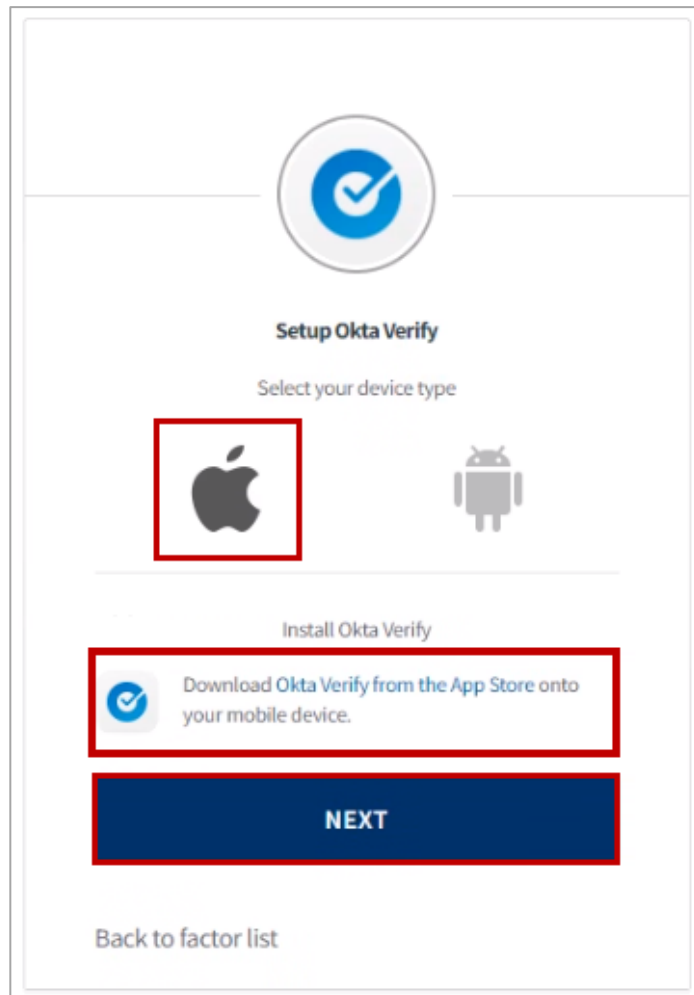 Setup Okta Verify
Select your device type
Install Okta Verify
Download Okta Verify from the App Store onto
your mobile device.
NEXT
Back to factor list